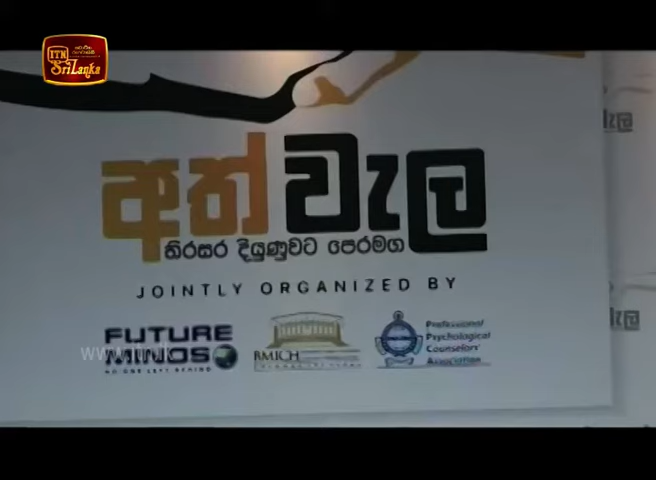 ITN
Sri Lanka
අත් වැල
තිරසර දියුණුවට පෙරමග
JOINTLY ORGANIZED BY
FUTURE
MINDS
NO ONE LEFT BEHIND
BMICH
Professional
Psychological
Counselors
Association